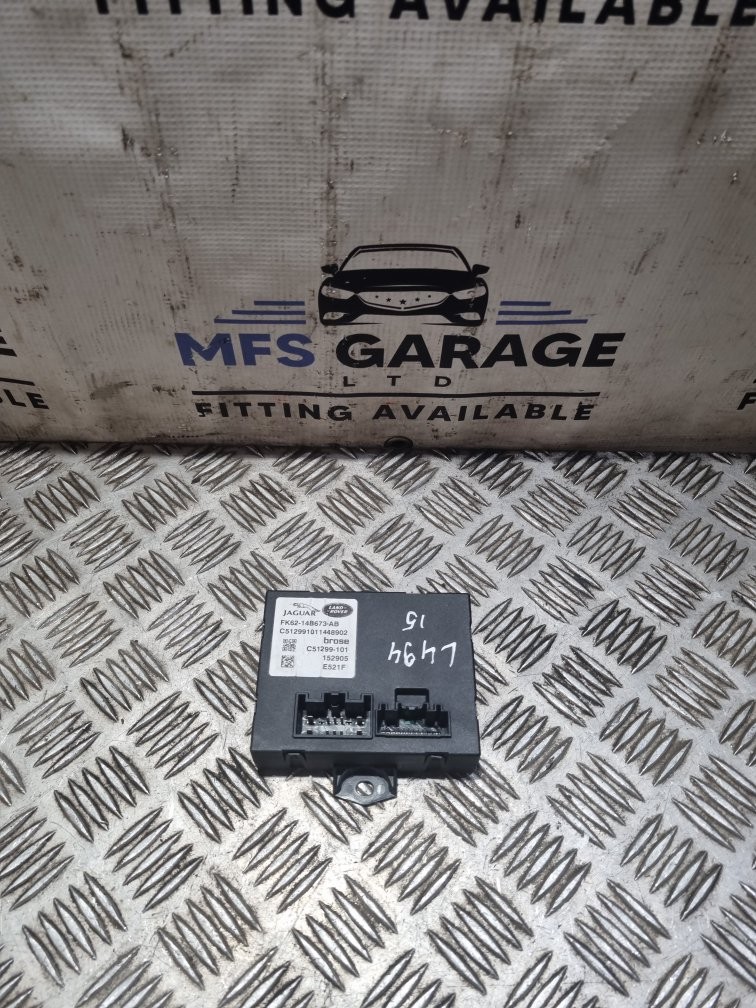 FITTING AVAILABLE
MFS GARAGE
LTD
FITTING AVAILABLE
LE
JAGUAR
LAND-ROVER
FK62-14B673-AB
C512991011448902
brose
C51299-101
152905
E521F
L494
15